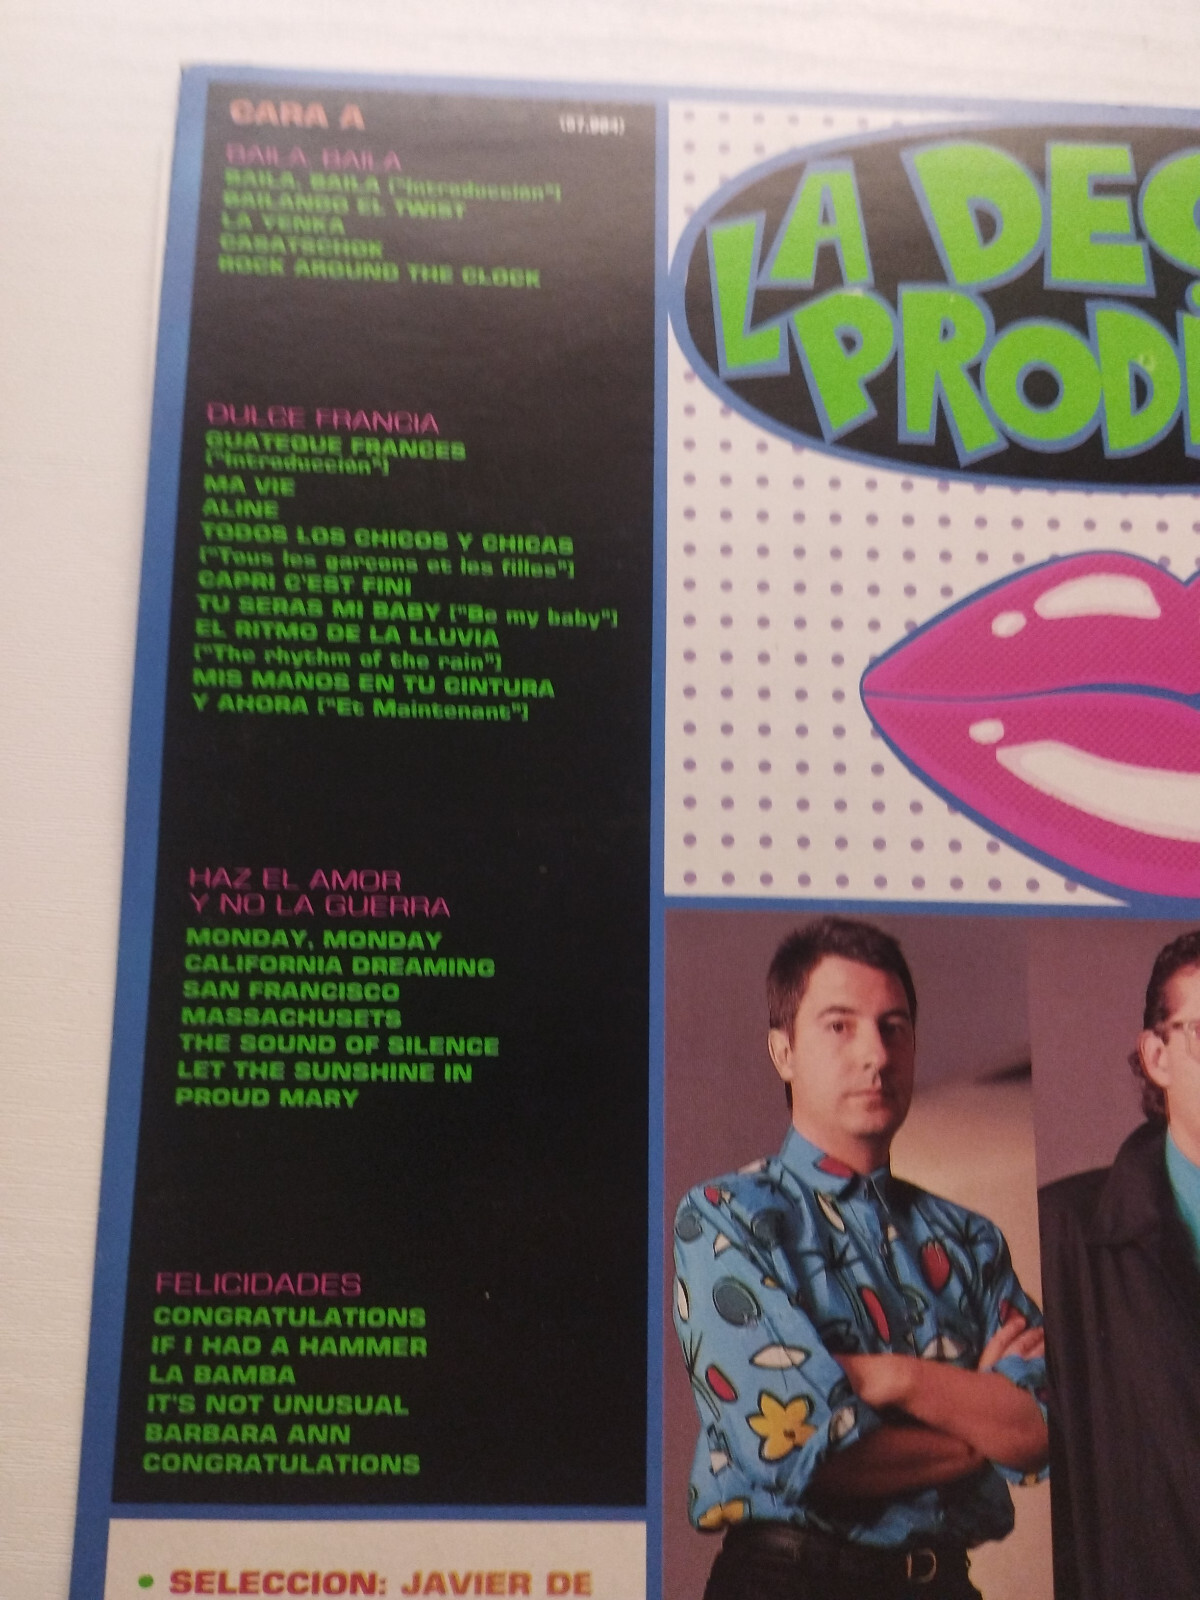 CARA A
BAILA, BAILA
BAILA, BAILA ("Introducción")
BAILANDO EL TWIST
LA YENKA
CASATSCHOK
ROCK AROUND THE CLOCK
DULCE FRANCIA
GUATEQUE FRANCES
("Introducción")
MA VIE
ALINE
TODOS LOS CHICOS Y CHICAS
("Tous les garçons et les filles")
CAPRI C'EST FINI
TU SERAS MI BABY ("Be my baby")
EL RITMO DE LA LLUVIA
("The rhythm of the rain")
MIS MANOS EN TU CINTURA
Y AHORA ("Et Maintenant")
HAZ EL AMOR
Y NO LA GUERRA
MONDAY, MONDAY
CALIFORNIA DREAMING
SAN FRANCISCO
MASSACHUSETS
THE SOUND OF SILENCE
LET THE SUNSHINE IN
PROUD MARY
FELICIDADES
CONGRATULATIONS
IF I HAD A HAMMER
LA BAMBA
IT'S NOT UNUSUAL
BARBARA ANN
CONGRATULATIONS
• SELECCION: JAVIER DE
LA DEC
PRODI